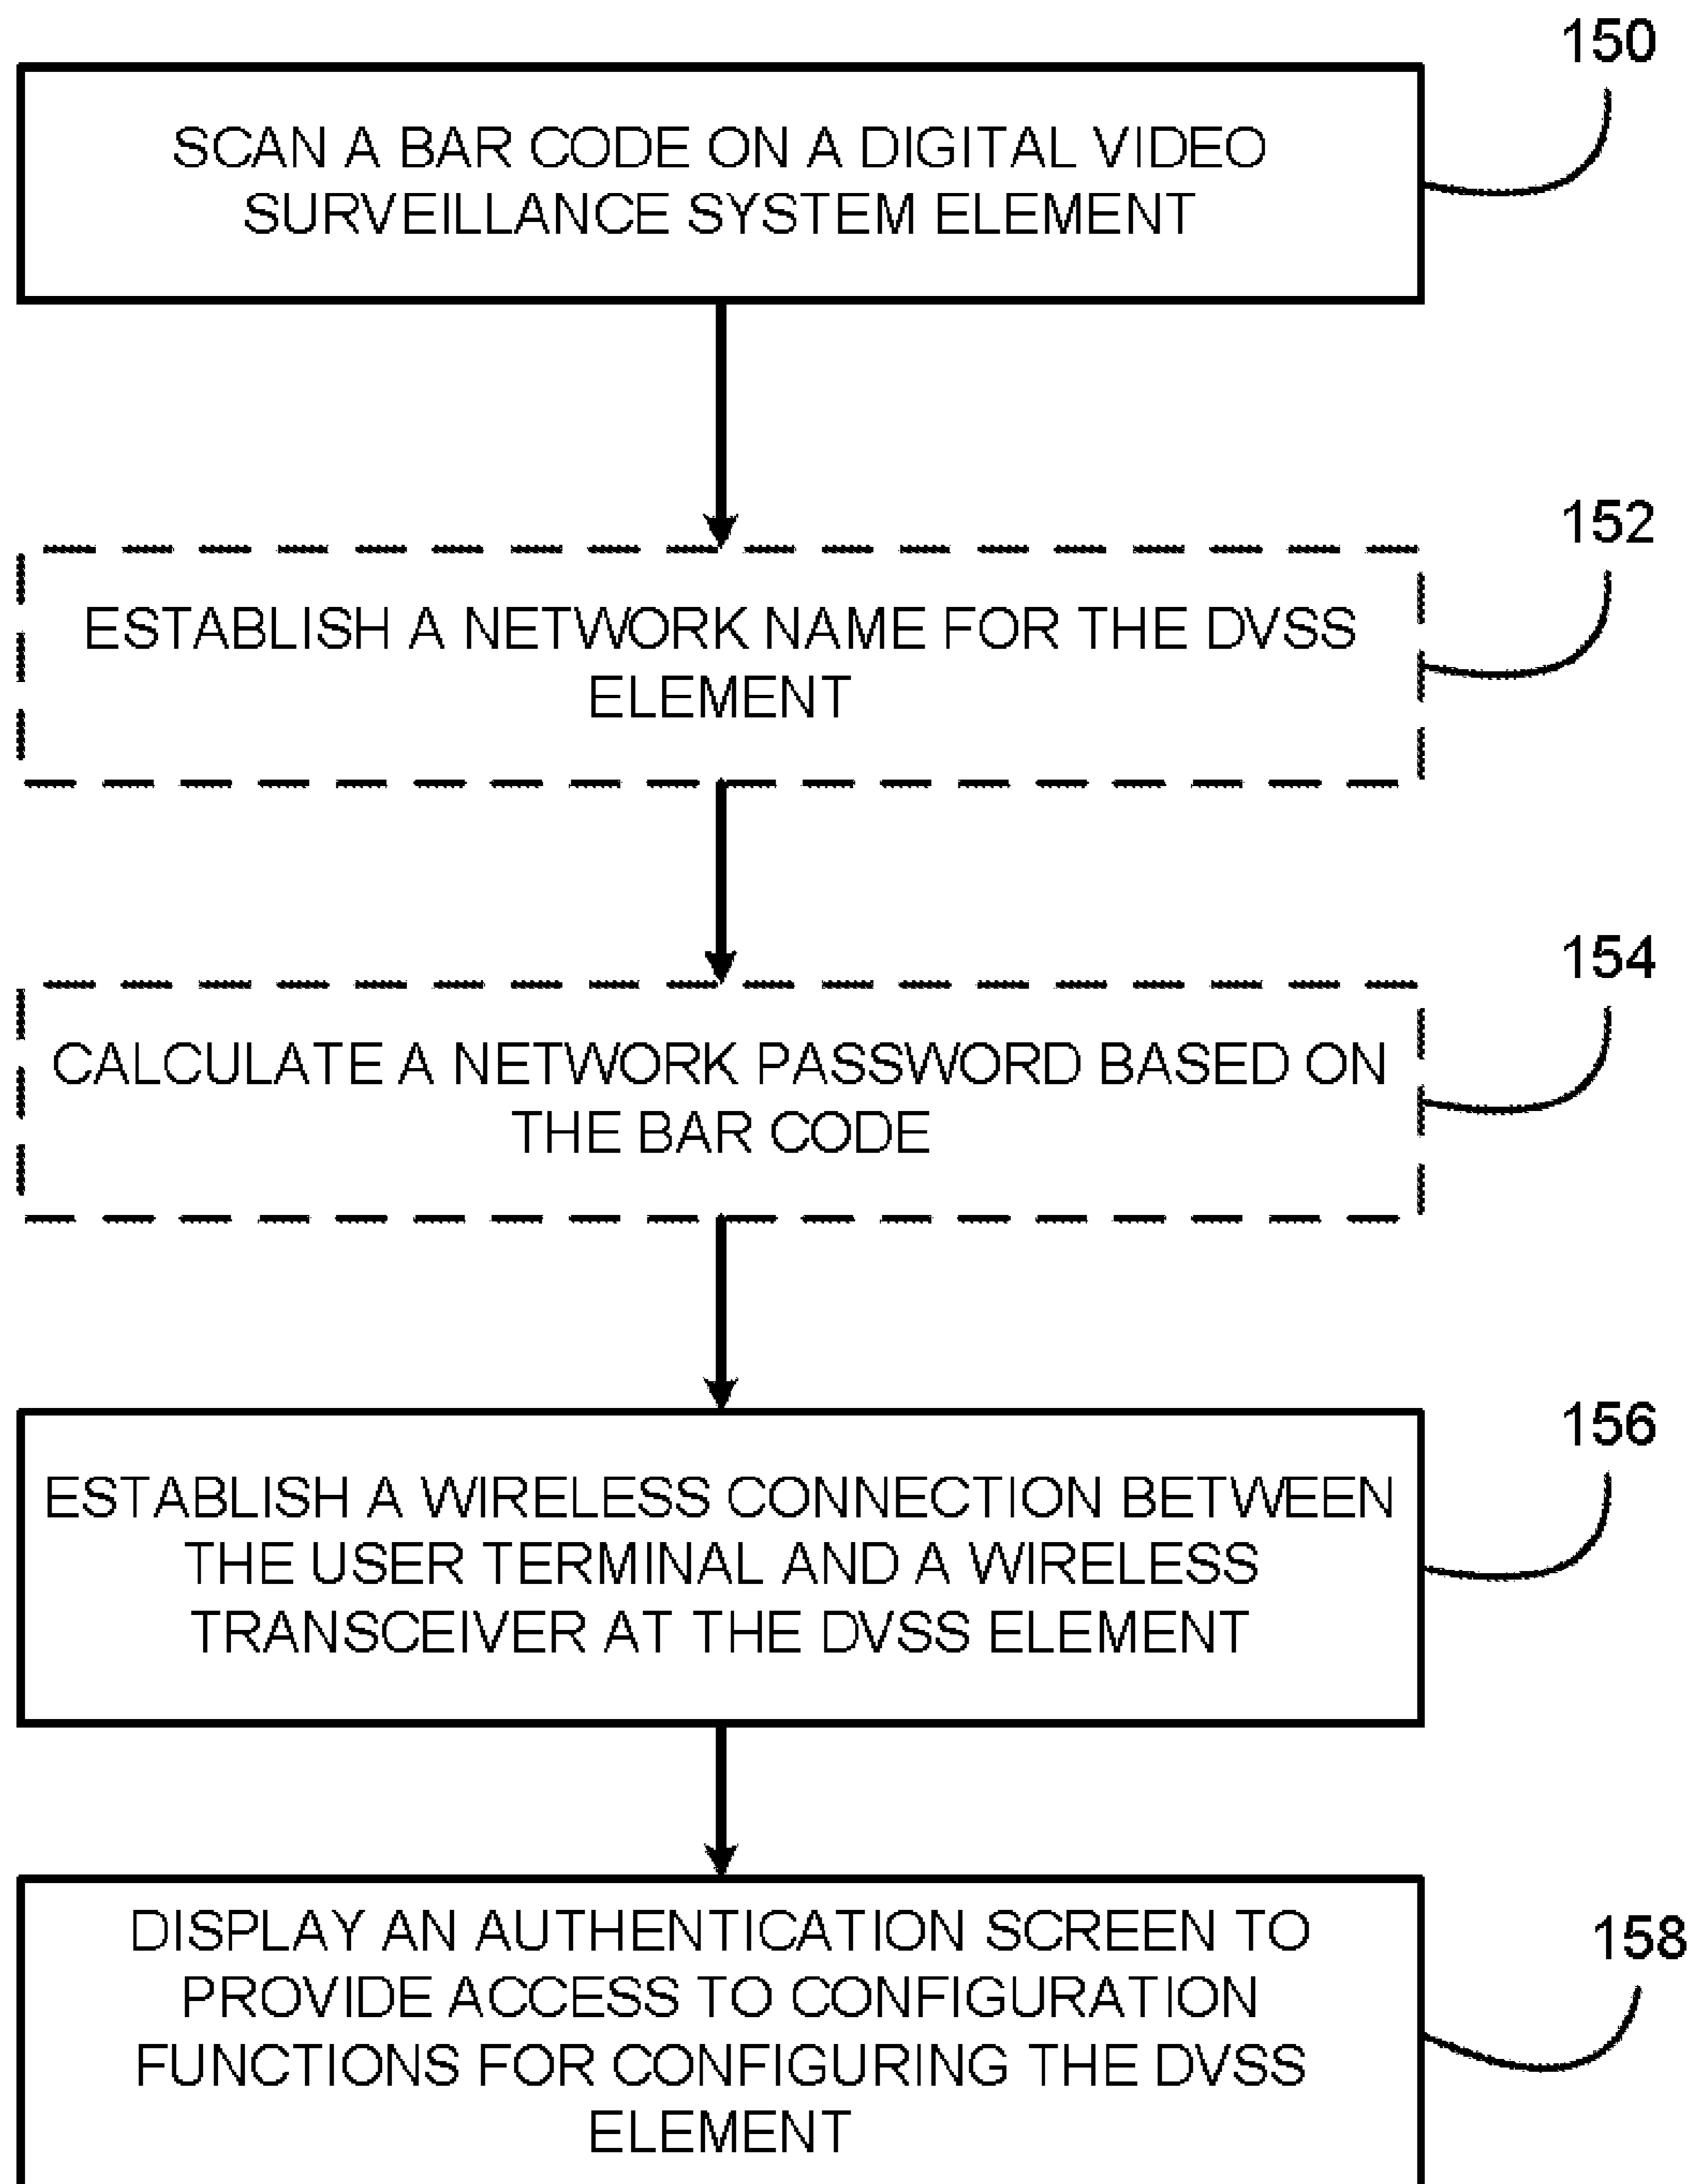 150
SCAN A BAR CODE ON A DIGITAL VIDEO
SURVEILLANCE SYSTEM ELEMENT
152
ESTABLISH A NETWORK NAME FOR THE DVSS
ELEMENT
154
CALCULATE A NETWORK PASSWORD BASED ON
THE BAR CODE
156
ESTABLISH A WIRELESS CONNECTION BETWEEN
THE USER TERMINAL AND A WIRELESS
TRANSCEIVER AT THE DVSS ELEMENT
158
DISPLAY AN AUTHENTICATION SCREEN TO
PROVIDE ACCESS TO CONFIGURATION
FUNCTIONS FOR CONFIGURING THE DVSS
ELEMENT